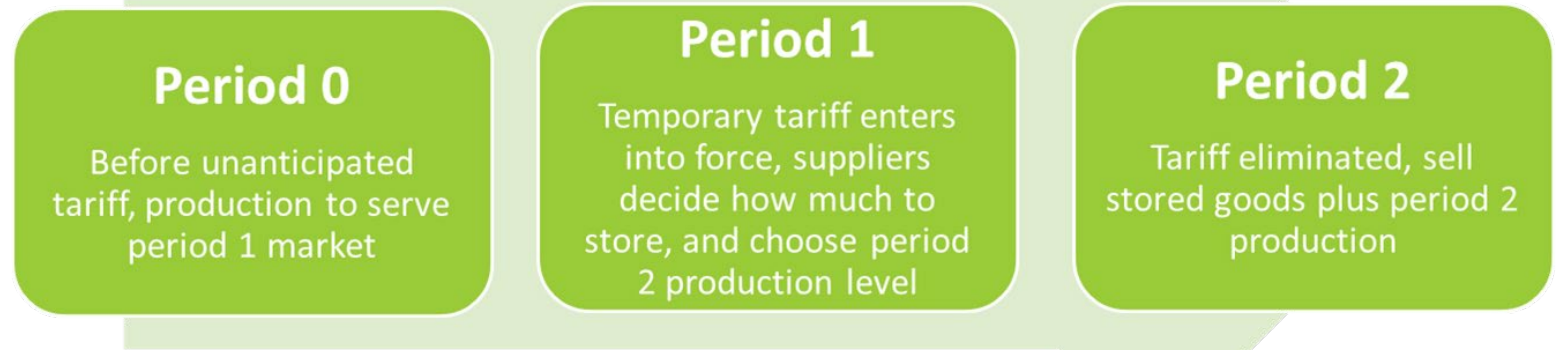 Period 0
Before unanticipated
tariff, production to serve
period 1 market
Period 1
Temporary tariff enters
into force, suppliers
decide how much to
store, and choose period
2 production level
Period 2
Tariff eliminated, sell
stored goods plus period 2
production